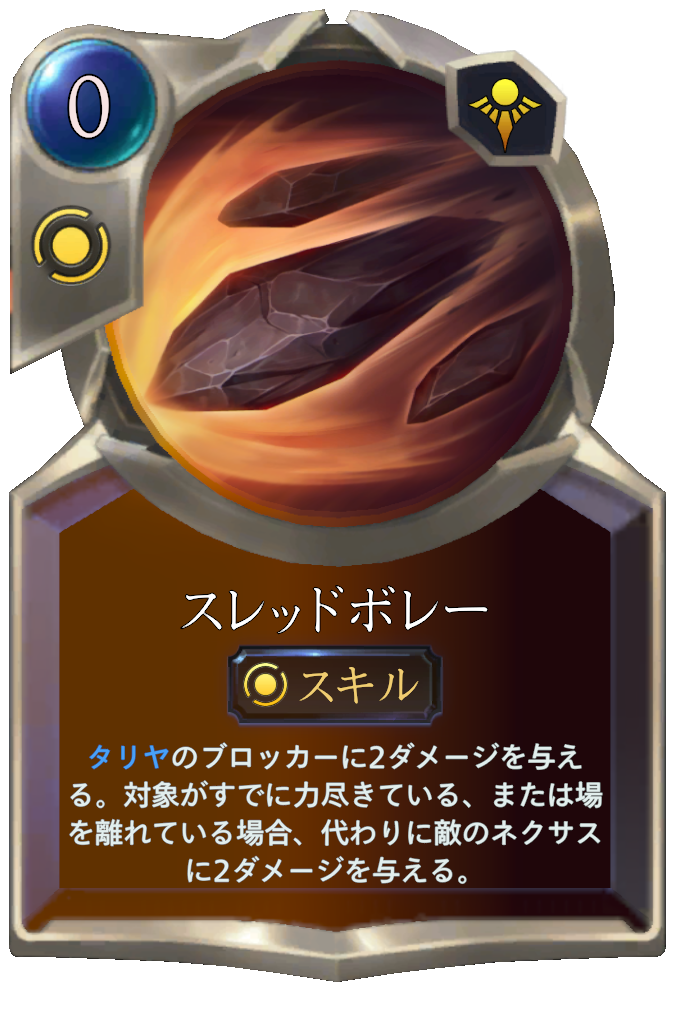 0
スレッドボレー
スキル
タリヤのブロッカーに2ダメージを与え
る。対象がすでに力尽きている、または場
を離れている場合、代わりに敵のネクサス
に2ダメージを与える。